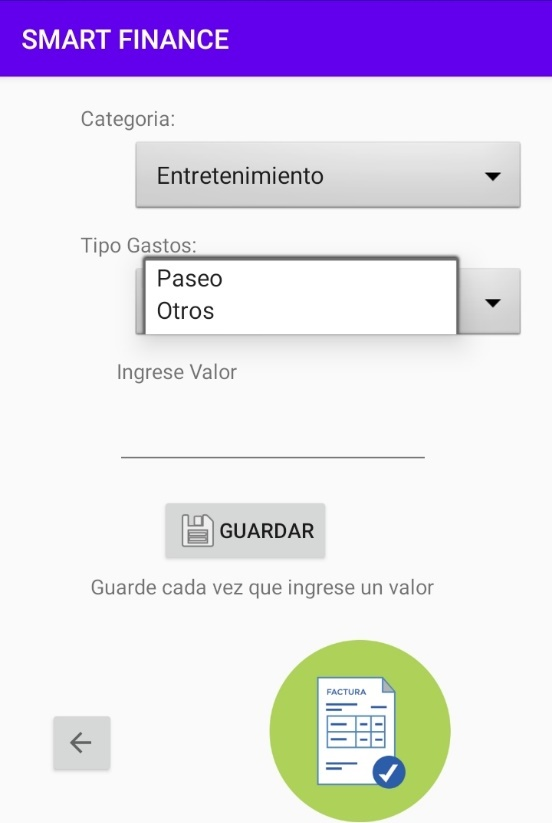 SMART FINANCE
Categoria:
Entretenimiento
Tipo Gastos:
Paseo
Otros
Ingrese Valor
GUARDAR
Guarde cada vez que ingrese un valor
FACTURA